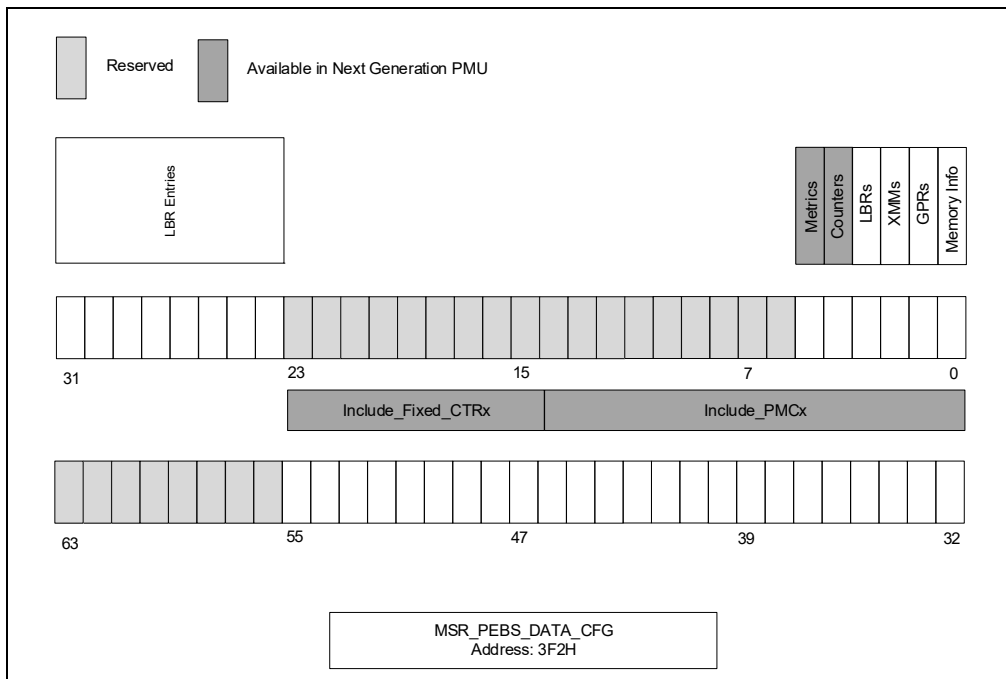 Reserved
Available in Next Generation PMU
LBR Entries
Metrics
Counters
LBRs
XMMs
GPRs
Memory Info
31 23 15 7 0
Include_Fixed_CTRx Include_PMCx
63 55 47 39 32
MSR_PEBS_DATA_CFG
Address: 3F2H